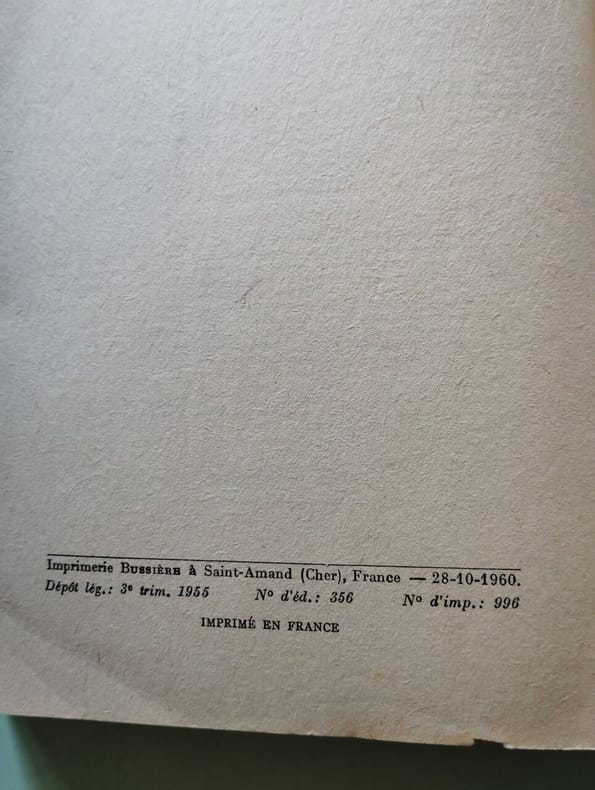 Imprimerie BUSSIÈRE à Saint-Amand (Cher), France — 28-10-1960.
Dépôt lég.: 3e trim. 1955 N° d'éd.: 356 N° d'imp.: 996
IMPRIMÉ EN FRANCE